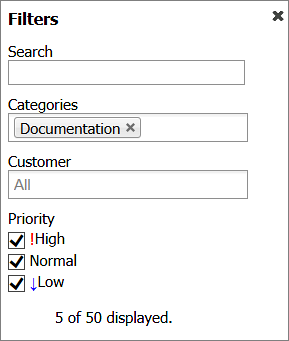 Filters
Search
Categories
Documentation
Customer
All
Priority
!High
Normal
↓Low
5 of 50 displayed.